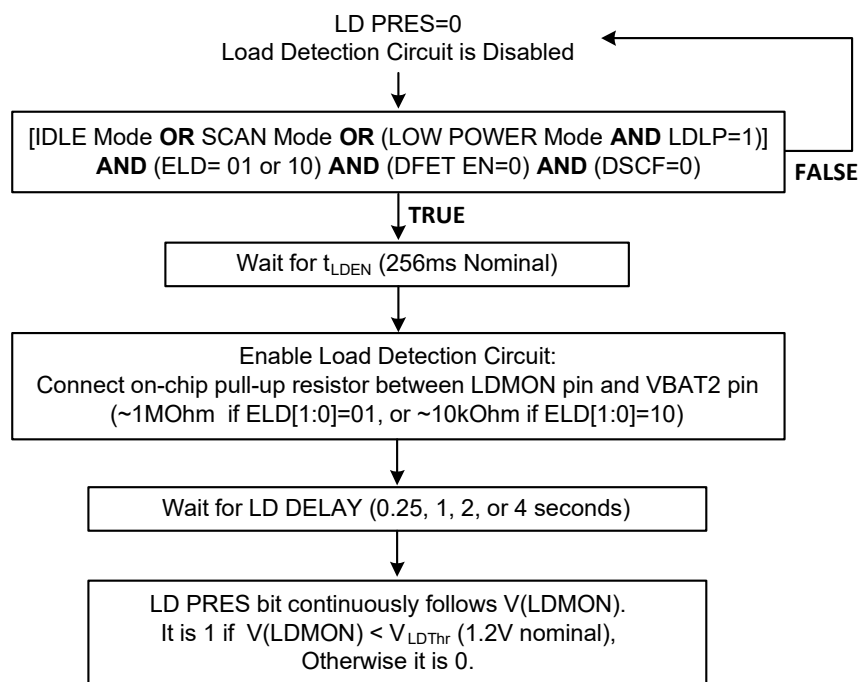 LD PRES=0
Load Detection Circuit is Disabled
[IDLE Mode OR SCAN Mode OR (LOW POWER Mode AND LDLP=1)]
AND (ELD= 01 or 10) AND (DFET EN=0) AND (DSCF=0)
FALSE
TRUE
Wait for tLDEN (256ms Nominal)
Enable Load Detection Circuit:
Connect on-chip pull-up resistor between LDMON pin and VBAT2 pin
(~1MOhm if ELD[1:0]=01, or ~10kOhm if ELD[1:0]=10)
Wait for LD DELAY (0.25, 1, 2, or 4 seconds)
LD PRES bit continuously follows V(LDMON).
It is 1 if V(LDMON) < VLDThr (1.2V nominal),
Otherwise it is 0.